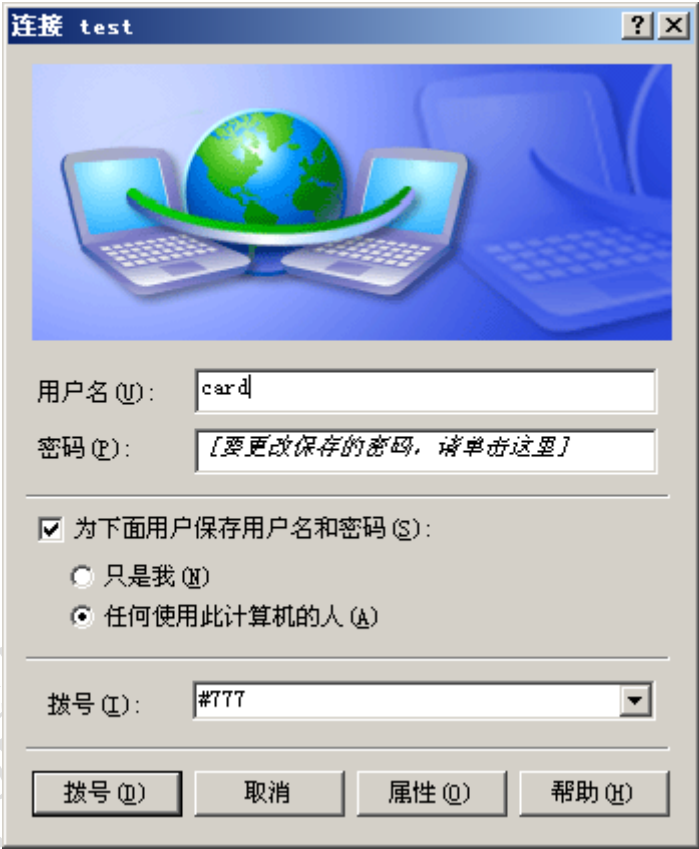 连接 test
用户名(U): card
密码(P): [要更改保存的密码，请单击这里]
为下面用户保存用户名和密码(S):
只是我(N)
任何使用此计算机的人(A)
拨号(I): #777
拨号(D) 取消 属性(O) 帮助(H)